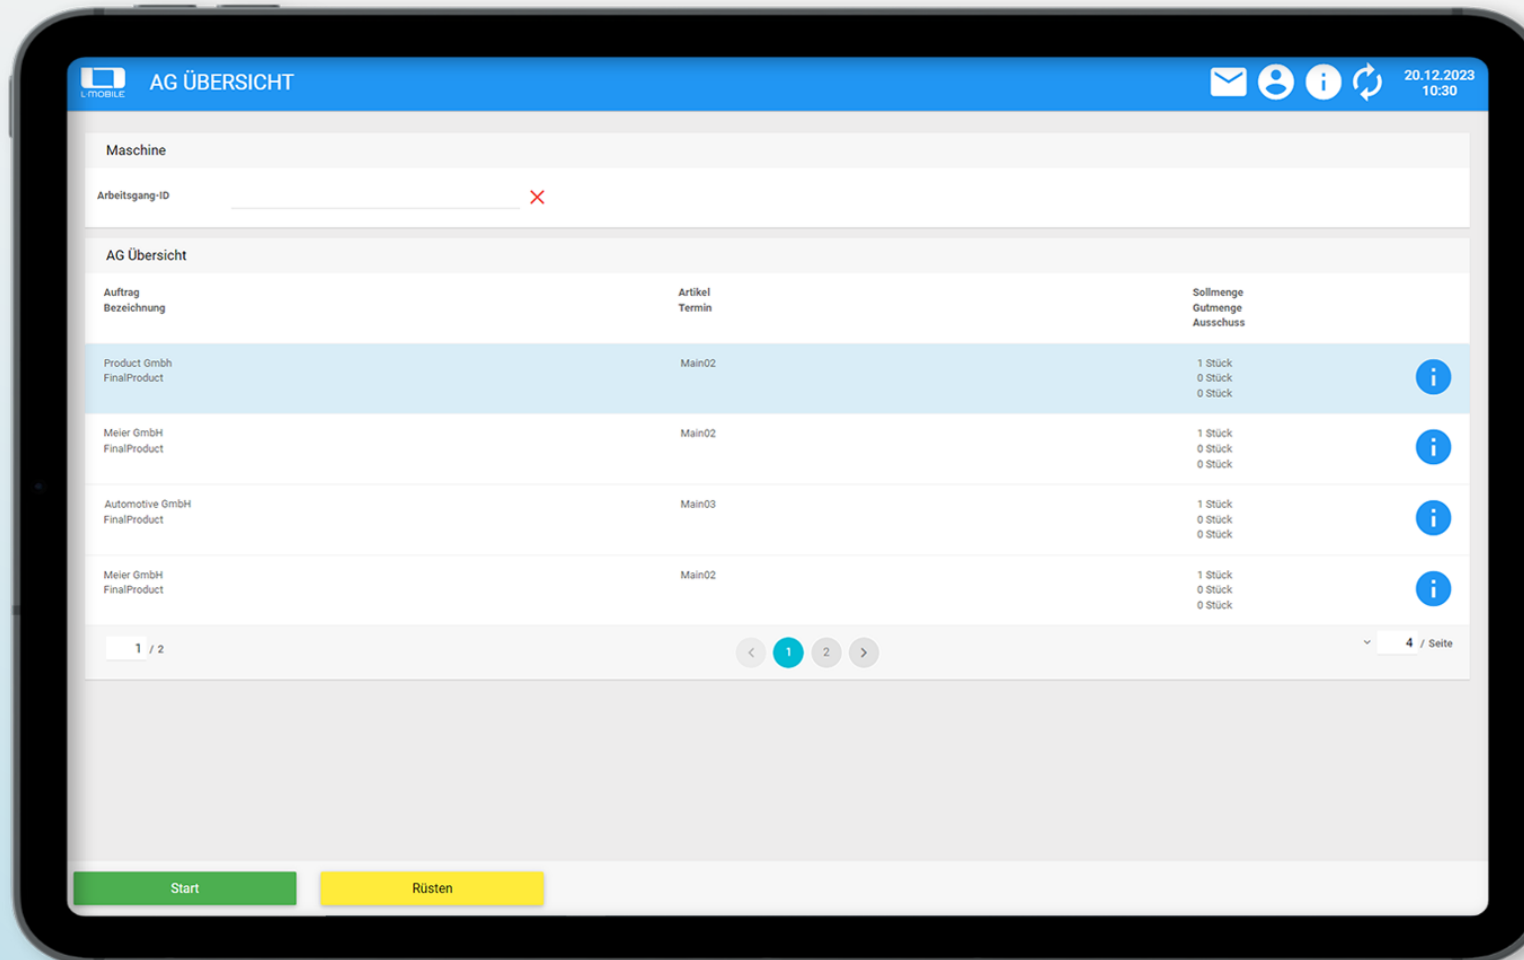 L-MOBILE
AG ÜBERSICHT
20.12.2023
10:30
Maschine
Arbeitsgang-ID
AG Übersicht
Auftrag
Bezeichnung
Artikel
Termin
Sollmenge
Gutmenge
Ausschuss
Product Gmbh
FinalProduct
Main02
1 Stück
0 Stück
0 Stück
Meier GmbH
FinalProduct
Main02
1 Stück
0 Stück
0 Stück
Automotive GmbH
FinalProduct
Main03
1 Stück
0 Stück
0 Stück
Meier GmbH
FinalProduct
Main02
1 Stück
0 Stück
0 Stück
1 / 2
1 2
4 / Seite
Start
Rüsten